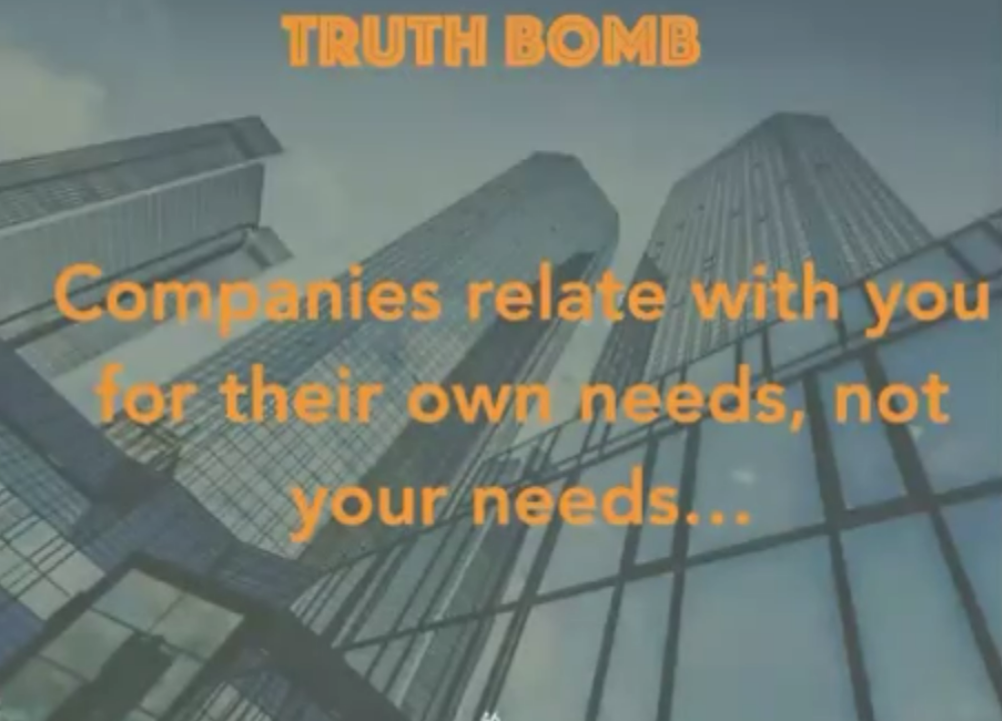 TRUTH BOMB
Companies relate with you
for their own needs, not
your needs...